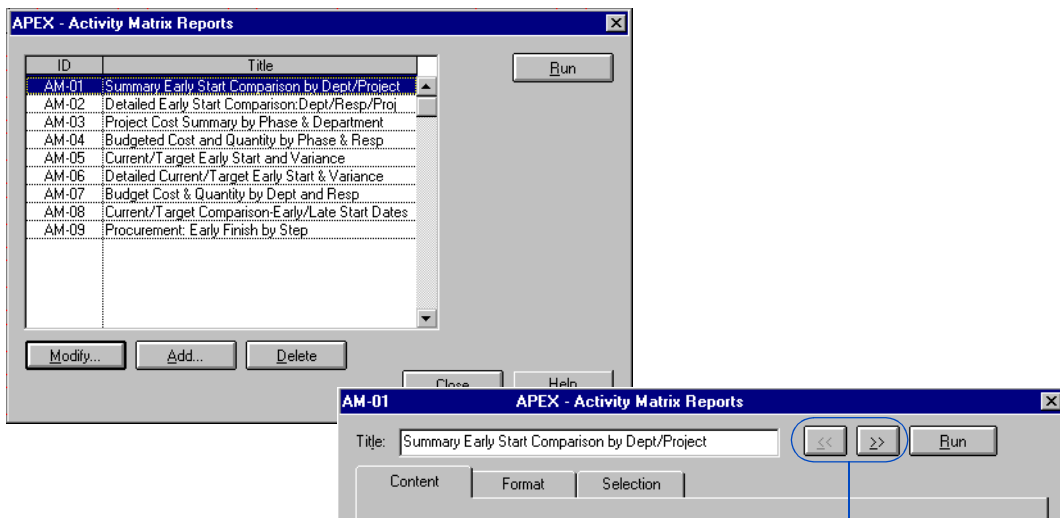 APEX - Activity Matrix Reports
ID Title
AM-01 Summary Early Start Comparison by Dept/Project
AM-02 Detailed Early Start Comparison:Dept/Resp/Proj
AM-03 Project Cost Summary by Phase & Department
AM-04 Budgeted Cost and Quantity by Phase & Resp
AM-05 Current/Target Early Start and Variance
AM-06 Detailed Current/Target Early Start & Variance
AM-07 Budget Cost & Quantity by Dept and Resp
AM-08 Current/Target Comparison-Early/Late Start Dates
AM-09 Procurement: Early Finish by Step
Run
Modify... Add... Delete
Close Help
AM-01 APEX - Activity Matrix Reports
Title: Summary Early Start Comparison by Dept/Project << >> Run
Content Format Selection